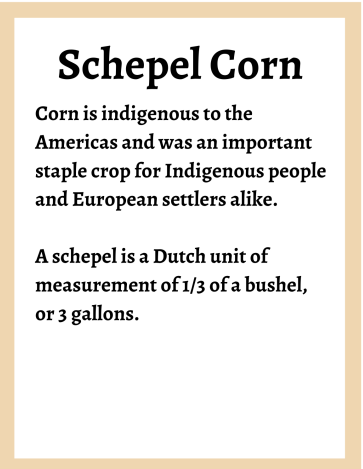 Schepel Corn
Corn is indigenous to the
Americas and was an important
staple crop for Indigenous people
and European settlers alike.
A schepel is a Dutch unit of
measurement of 1/3 of a bushel,
or 3 gallons.